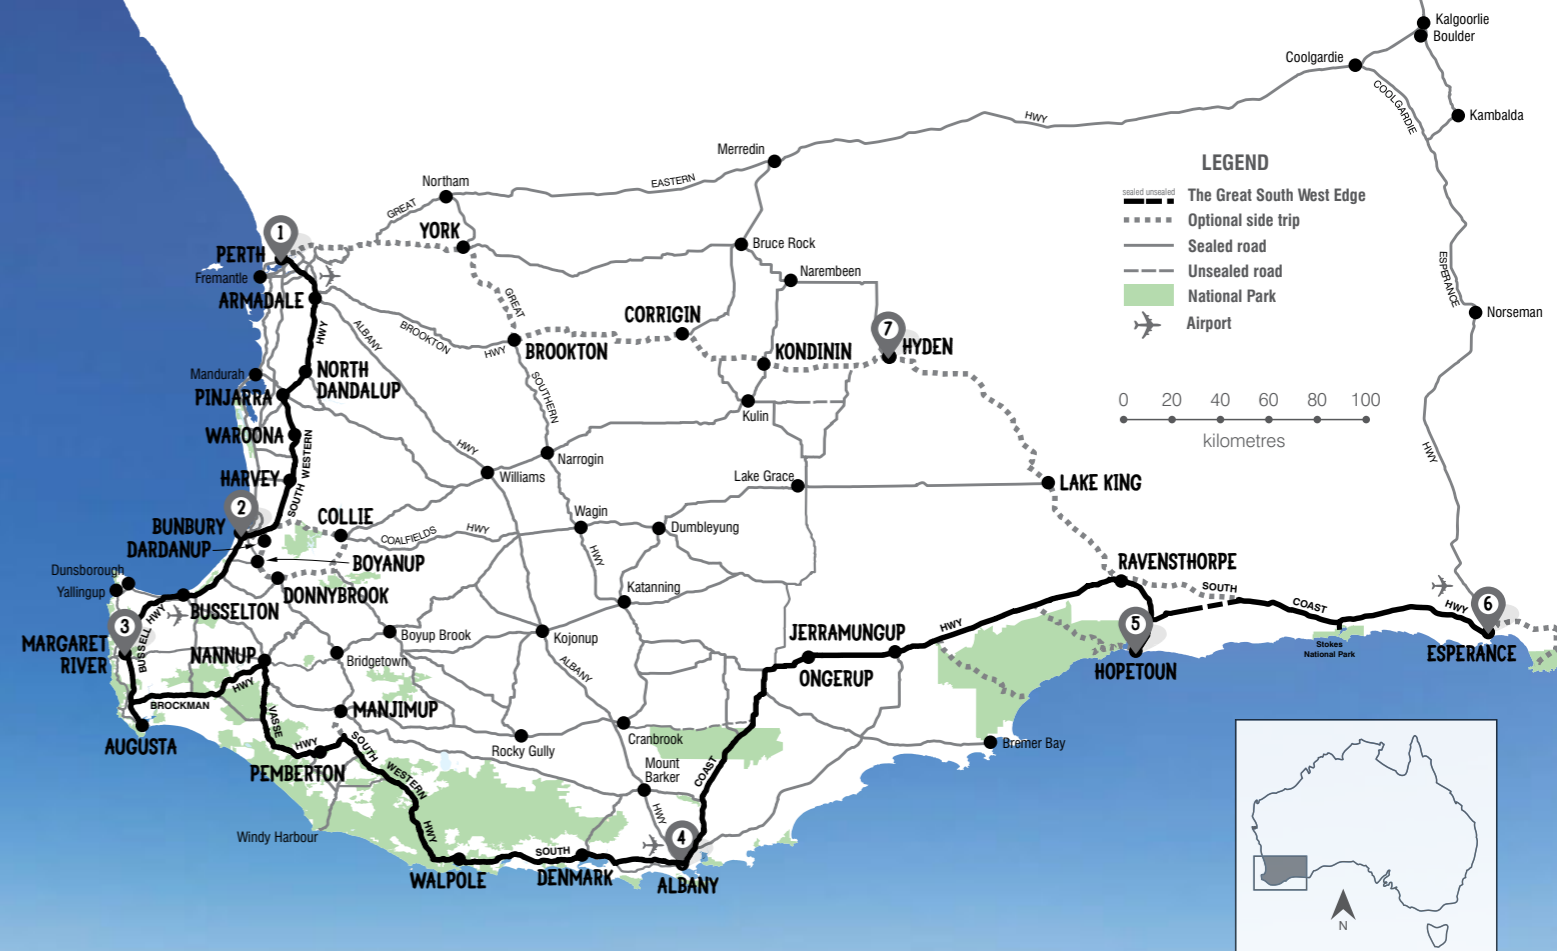 Kalgoorlie
Boulder
Coolgardie
COOLGARDIE
Kambalda
HWY
Merredin
EASTERN
Northam
GREAT
YORK
1
PERTH
Fremantle
ARMADALE
HWY
ALBANY
BROOKTON
HWY
GREAT
BROOKTON
CORRIGIN
Bruce Rock
Narembeen
7
HYDEN
KONDININ
Kulin
LEGEND
sealed unsealed
The Great South West Edge
Optional side trip
Sealed road
Unsealed road
National Park
Airport
0 20 40 60 80 100
kilometres
ESPERANCE
Norseman
HWY
Mandurah
NORTH
DANDALUP
PINJARRA
WAROONA
HARVEY
SOUTH WESTERN
SOUTHERN
HWY
Narrogin
Williams
Lake Grace
LAKE KING
2
BUNBURY
DARDANUP
COLLIE
COALFIELDS
HWY
Wagin
HWY
Dumbleyung
BOYANUP
DONNYBROOK
Dunsborough
Yallingup
BUSSELTON
BUSSELL HWY
3
MARGARET
RIVER
Katanning
RAVENSTHORPE
SOUTH
COAST
HWY
6
ESPERANCE
Stokes
National Park
5
HOPETOUN
HWY
JERRAMUNGUP
ONGERUP
Boyup Brook
Kojonup
ALBANY
NANNUP
Bridgetown
HWY
BROCKMAN
VASSE
HWY
AUGUSTA
MANJIMUP
PEMBERTON
SOUTH
WESTERN
HWY
Rocky Gully
Cranbrook
Mount
Barker
HWY
COAST
Bremer Bay
Windy Harbour
WALPOLE
SOUTH
DENMARK
4
ALBANY
N